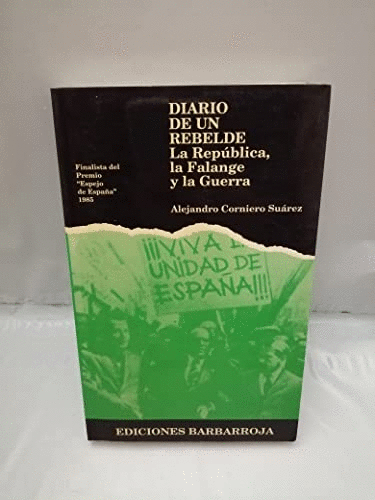 DIARIO
DE UN
REBELDE
La República,
la Falange
y la Guerra
Finalista del
Premio
"Espejo
de España"
1985
Alejandro Corniero Suárez
¡¡¡VIVA L
UNIDAD DE
ESPAÑA!!!
EDICIONES BARBARROJA